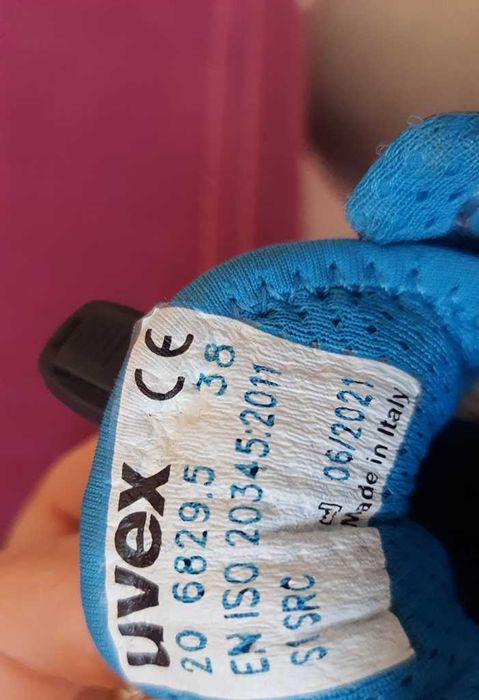 uvex CE
20 6829.5 38
EN ISO 20345:2011
S1 SRC
06/2021
Made in Italy